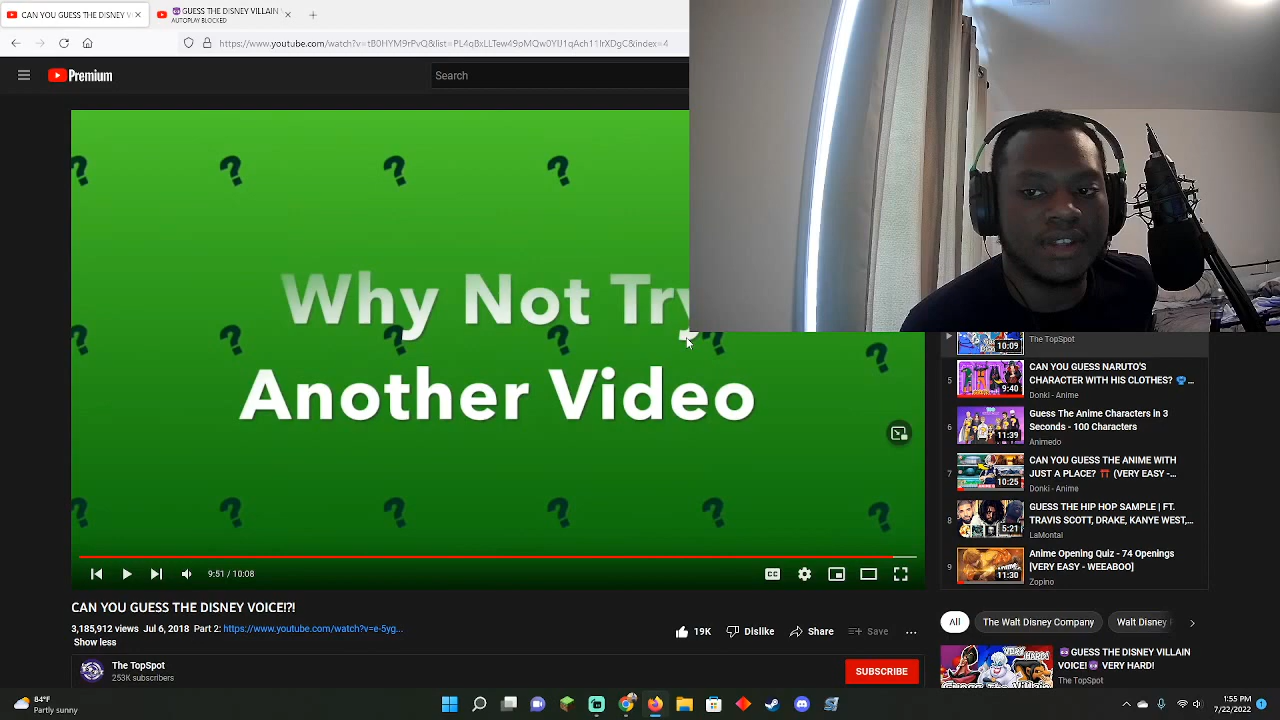 CAN YOU GUESS THE DISNEY VOICE
GUESS THE DISNEY VILLAIN
AUTOPLAY BLOCKED
https://www.youtube.com/watch?v=tB0HYM9rPvQ&list=PL4qBxLLTew49pMQw0YIJ1qAch11IrXDgC&index=4
Premium
Search
Why Not Try
Another Video
9:51 / 10:08
CC
CAN YOU GUESS THE DISNEY VOICE!?!
3,185,912 views Jul 6, 2018 Part 2: https://www.youtube.com/watch?v=e-5yg...
Show less
19K
Dislike
Share
Save
The TopSpot
253K subscribers
SUBSCRIBE
10:09
The TopSpot
5
9:40
CAN YOU GUESS NARUTO'S
CHARACTER WITH HIS CLOTHES? ...
Donki - Anime
6
11:39
Guess The Anime Characters in 3
Seconds - 100 Characters
Animedo
7
10:25
CAN YOU GUESS THE ANIME WITH
JUST A PLACE? (VERY EASY -...
Donki - Anime
8
5:21
GUESS THE HIP HOP SAMPLE | FT.
TRAVIS SCOTT, DRAKE, KANYE WEST,...
LaMontal
9
11:30
Anime Opening Quiz - 74 Openings
[VERY EASY - WEEABOO]
Zopino
All
The Walt Disney Company
Walt Disney
GUESS THE DISNEY VILLAIN
VOICE! VERY HARD!
The TopSpot
84°F
Partly sunny
1:55 PM
7/22/2022